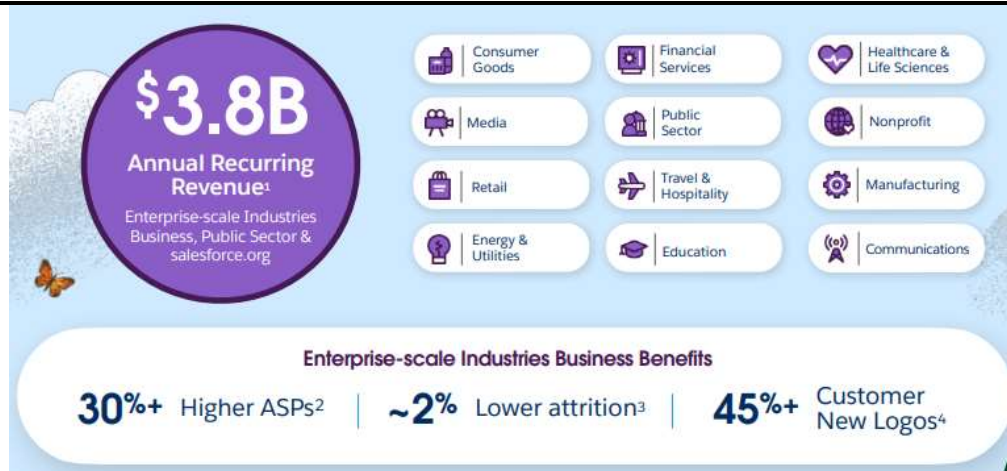 $3.8B
Annual Recurring
Revenue¹
Enterprise-scale Industries
Business, Public Sector &
salesforce.org
Consumer
Goods
Financial
Services
Healthcare &
Life Sciences
Media
Public
Sector
Nonprofit
Retail
Travel &
Hospitality
Manufacturing
Energy &
Utilities
Education
Communications
Enterprise-scale Industries Business Benefits
30%+ Higher ASPs²
~2% Lower attrition³
45%+ Customer
New Logos⁴